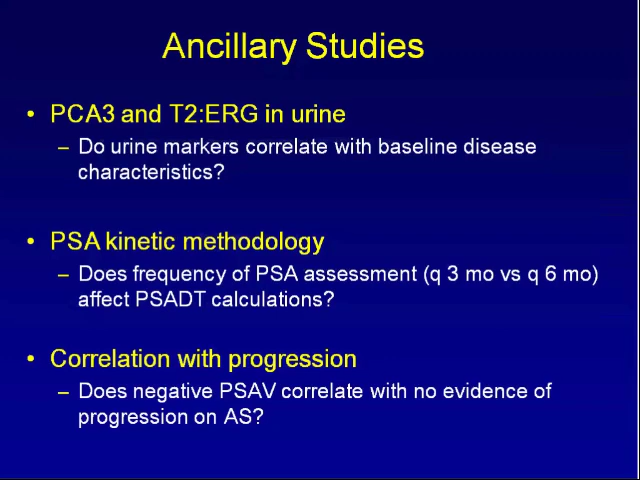 Ancillary Studies
• PCA3 and T2:ERG in urine
– Do urine markers correlate with baseline disease
characteristics?
• PSA kinetic methodology
– Does frequency of PSA assessment (q 3 mo vs q 6 mo)
affect PSADT calculations?
• Correlation with progression
– Does negative PSAV correlate with no evidence of
progression on AS?